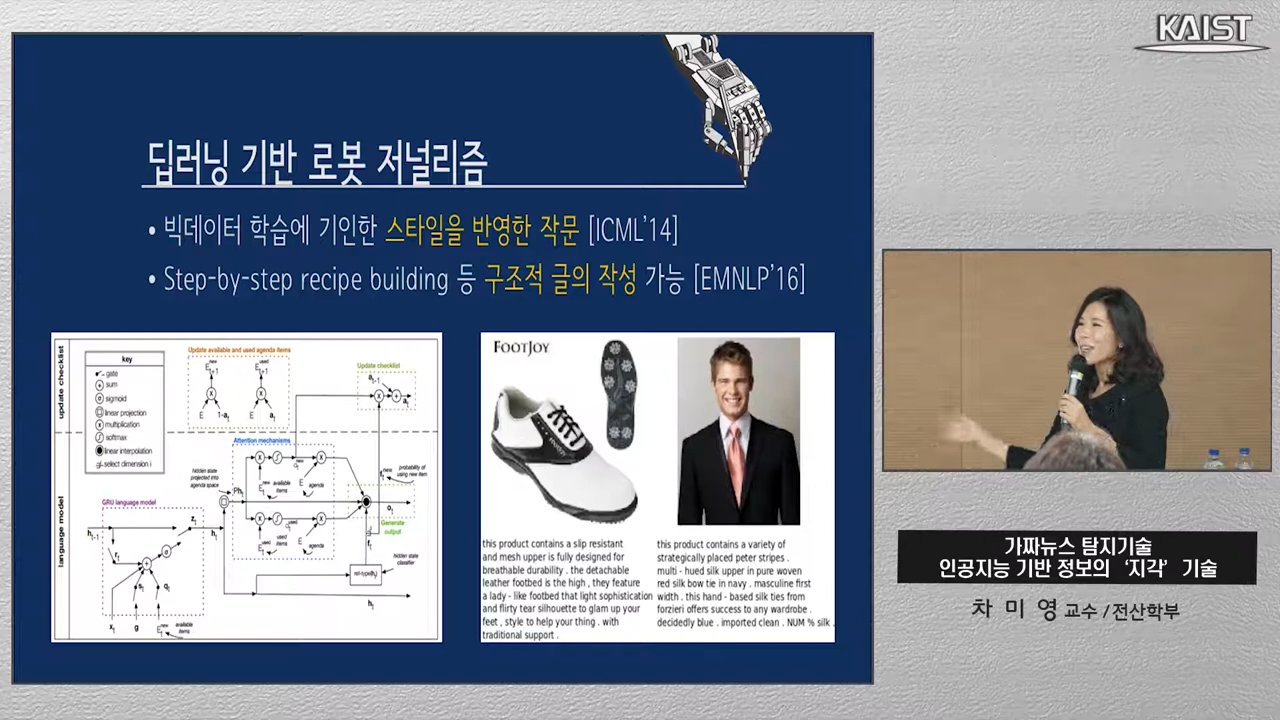 KAIST
딥러닝 기반 로봇 저널리즘
• 빅데이터 학습에 기인한 스타일을 반영한 작문 [ICML'14]
• Step-by-step recipe building 등 구조적 글의 작성 가능 [EMNLP'16]
update checklist
language model
key
gate
sum
sigmoid
linear projection
multiplication
softmax
linear interpolation
select dimension i
Update available and used agenda items
Update checklist
Attention mechanisms
hidden state
projected into
agenda space
available
items
agenda
used
items
agenda
probability of
using new item
Generate
output
hidden state
classifier
ref-type(hₜ)
GRU language model
available
items
FOOTJOY
this product contains a slip resistant
and mesh upper is fully designed for
breathable durability . the detachable
leather footbed is the high , they feature
a lady - like footbed that light sophistication
and flirty tear silhouette to glam up your
feet , style to help your thing . with
traditional support .
this product contains a variety of
strategically placed peter stripes .
multi - hued silk upper in pure woven
red silk bow tie in navy . masculine first
width . this hand - based silk ties from
forzieri offers success to any wardrobe .
decidedly blue . imported clean . NUM % silk .
가짜뉴스 탐지기술
인공지능 기반 정보의 ‘지각’ 기술
차 미 영 교수 / 전산학부